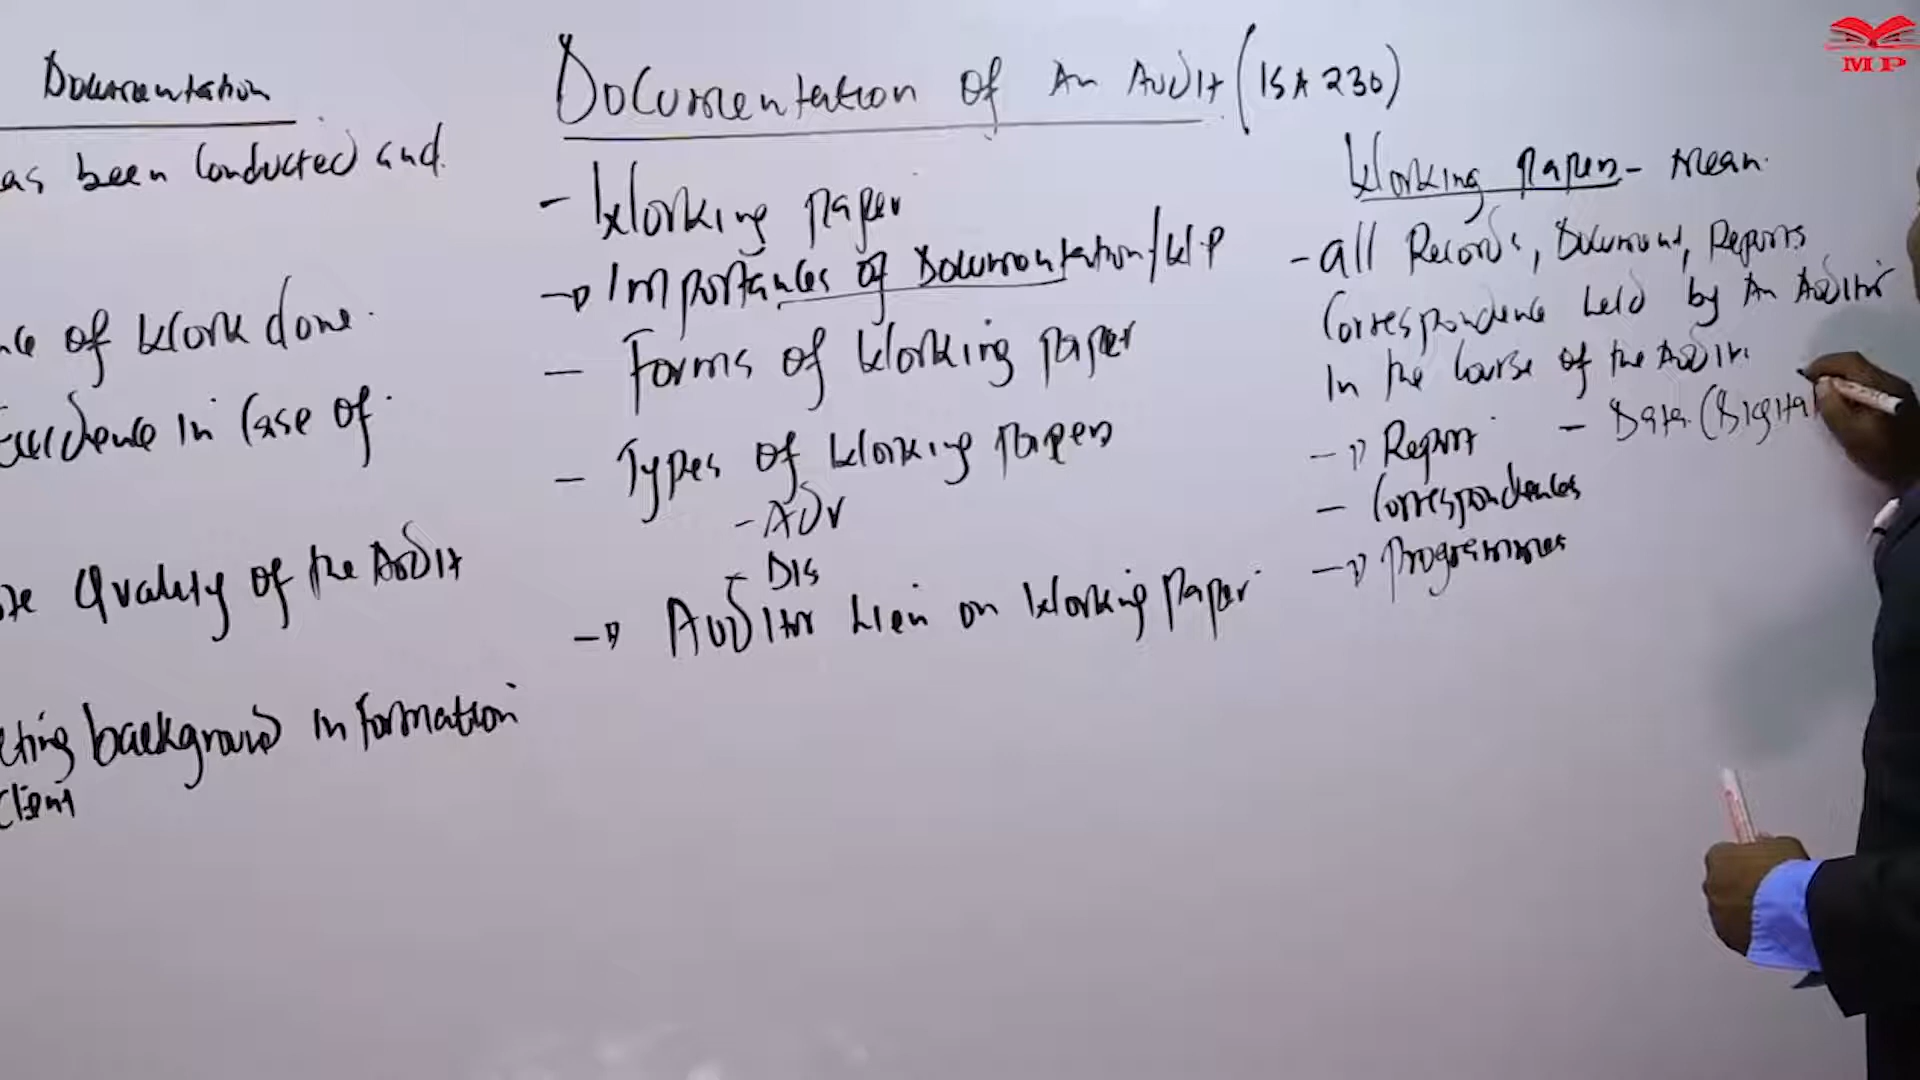 Documentation
as been conducted and
of work done.
Evidence in Case of
Quality of the Audit
background information
Client
Documentation of An Audit (ISA 230)
- Working paper
→ Importances of Documentation/W.P
- Forms of Working paper
- Types of Working papers
- ADV
- DIS
→ Auditor Lien on Working Paper
Working papers - Mean
- all Records, Document, Reports
Correspondence held by An Auditor
In the Course of the Audit.
→ Report - Data (Digital
- Correspondences
→ Programmes
MP